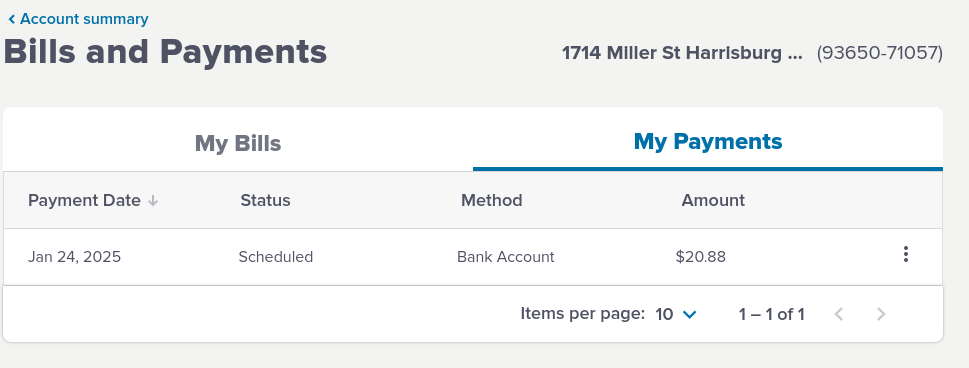 Account summary
Bills and Payments
1714 Miller St Harrisburg ... (93650-71057)
My Bills My Payments
Payment Date Status Method Amount
Jan 24, 2025 Scheduled Bank Account $20.88
Items per page: 10 1 – 1 of 1